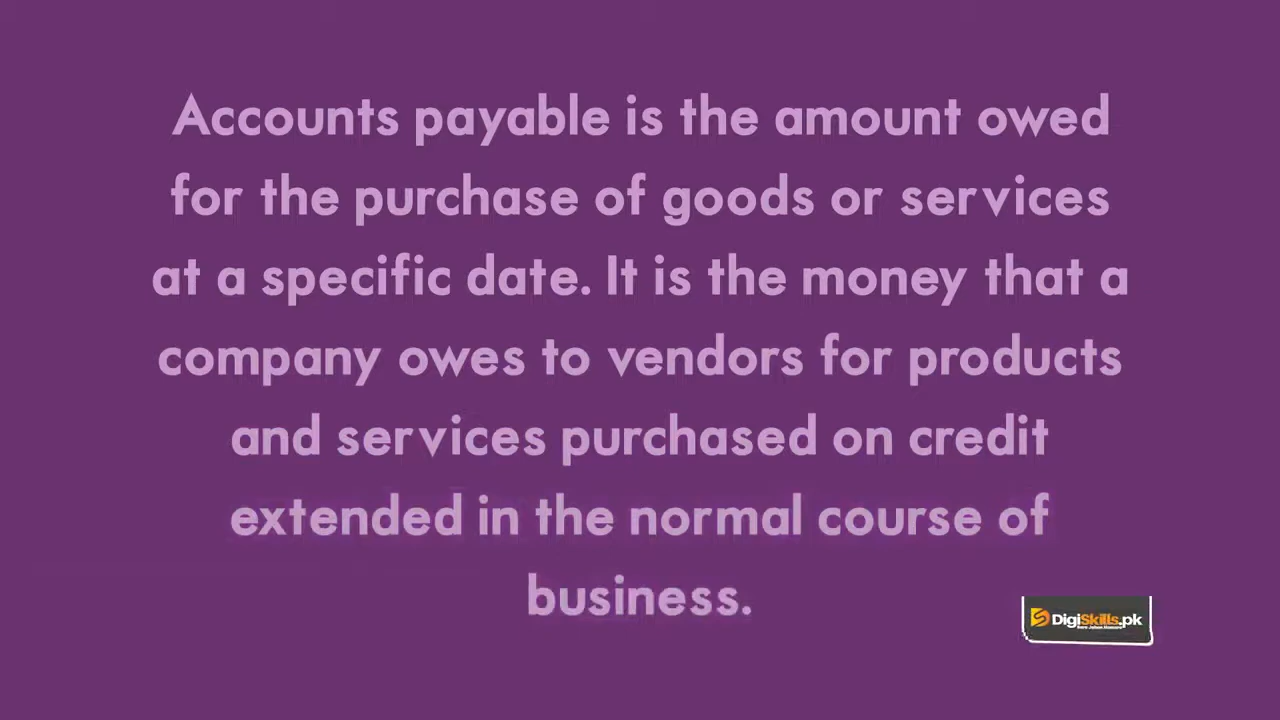 Accounts payable is the amount owed
for the purchase of goods or services
at a specific date. It is the money that a
company owes to vendors for products
and services purchased on credit
extended in the normal course of
business.
DigiSkills.pk